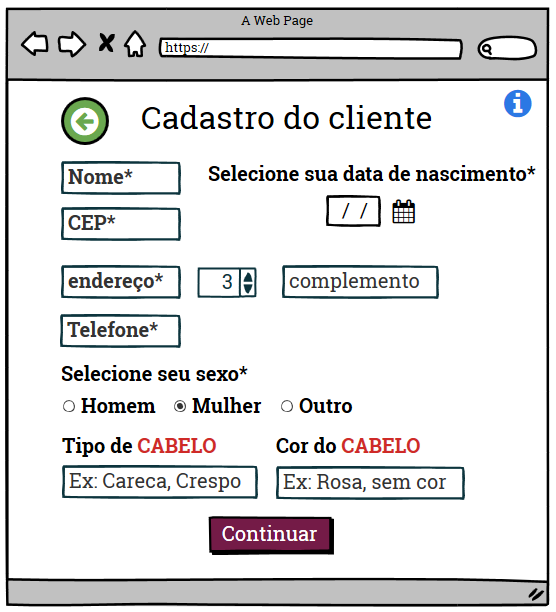 A Web Page
https://
Cadastro do cliente
Nome*
Selecione sua data de nascimento*
/ /
CEP*
endereço*
3
complemento
Telefone*
Selecione seu sexo*
Homem
Mulher
Outro
Tipo de CABELO
Cor do CABELO
Ex: Careca, Crespo
Ex: Rosa, sem cor
Continuar